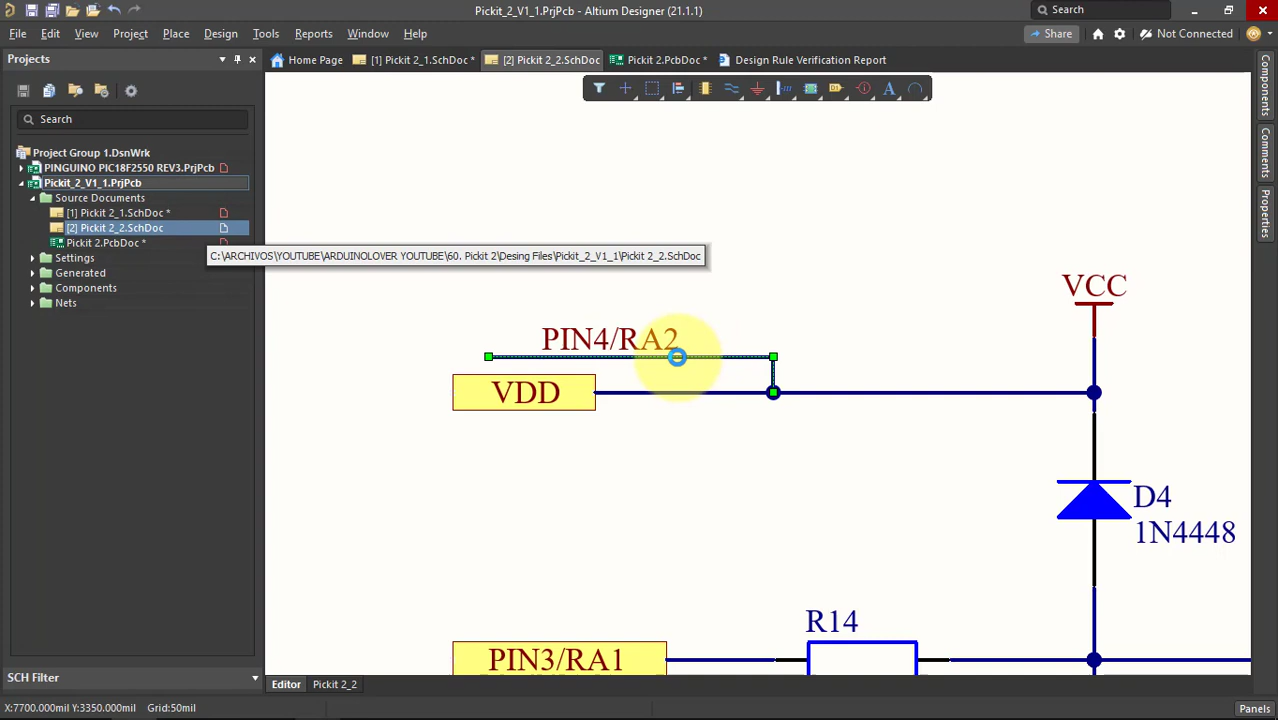 Pickit_2_V1_1.PrjPcb - Altium Designer (21.1.1)
Search
File Edit View Project Place Design Tools Reports Window Help
Share
Not Connected
Projects
Home Page
[1] Pickit 2_1.SchDoc *
[2] Pickit 2_2.SchDoc
Pickit 2.PcbDoc *
Design Rule Verification Report
Search
Project Group 1.DsnWrk
PINGUINO PIC18F2550 REV3.PrjPcb
Pickit_2_V1_1.PrjPcb
Source Documents
[1] Pickit 2_1.SchDoc *
[2] Pickit 2_2.SchDoc
Pickit 2.PcbDoc *
Settings
Generated
Components
Nets
C:\ARCHIVOS\YOUTUBE\ARDUINOLOVER YOUTUBE\60. Pickit 2\Desing Files\Pickit_2_V1_1\Pickit 2_2.SchDoc
VCC
PIN4/RA2
VDD
D4
1N4448
R14
PIN3/RA1
Components
Comments
Properties
SCH Filter
Editor
Pickit 2_2
X:7700.000mil Y:3350.000mil Grid:50mil
Panels